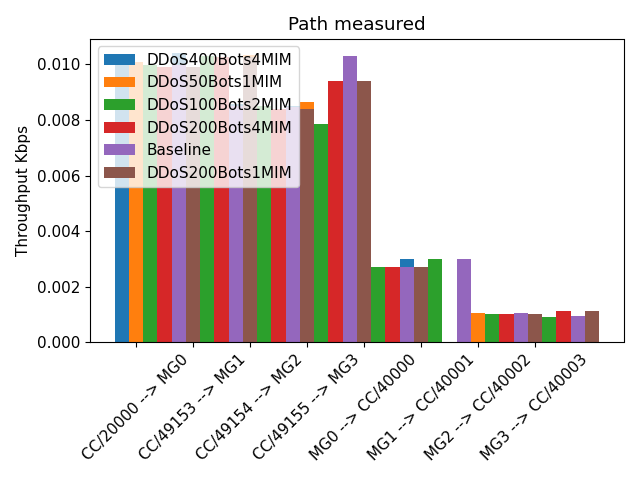 Path measured
Throughput Kbps
0.010
0.008
0.006
0.004
0.002
0.000
DDoS400Bots4MIM
DDoS50Bots1MIM
DDoS100Bots2MIM
DDoS200Bots4MIM
Baseline
DDoS200Bots1MIM
CC/20000 --> MG0
CC/49153 --> MG1
CC/49154 --> MG2
CC/49155 --> MG3
MG0 --> CC/40000
MG1 --> CC/40001
MG2 --> CC/40002
MG3 --> CC/40003